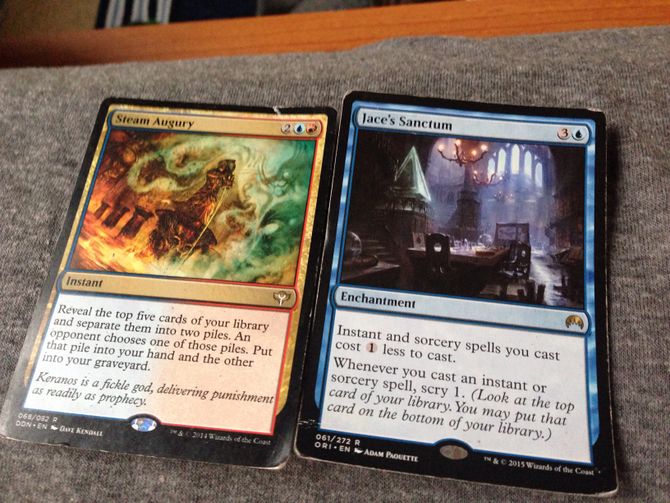 Steam Augury 2
Instant
Reveal the top five cards of your library
and separate them into two piles. An
opponent chooses one of those piles. Put
that pile into your hand and the other
into your graveyard.
Keranos is a fickle god, delivering punishment
as readily as prophecy.
068/082 R
DDN • EN Dave Kendall
™ & © 2014 Wizards of the Coast
Jace's Sanctum 3
Enchantment
Instant and sorcery spells you cast
cost 1 less to cast.
Whenever you cast an instant or
sorcery spell, scry 1. (Look at the top
card of your library. You may put that
card on the bottom of your library.)
061/272 R
ORI • EN Adam Paquette
™ & © 2015 Wizards of the Coast